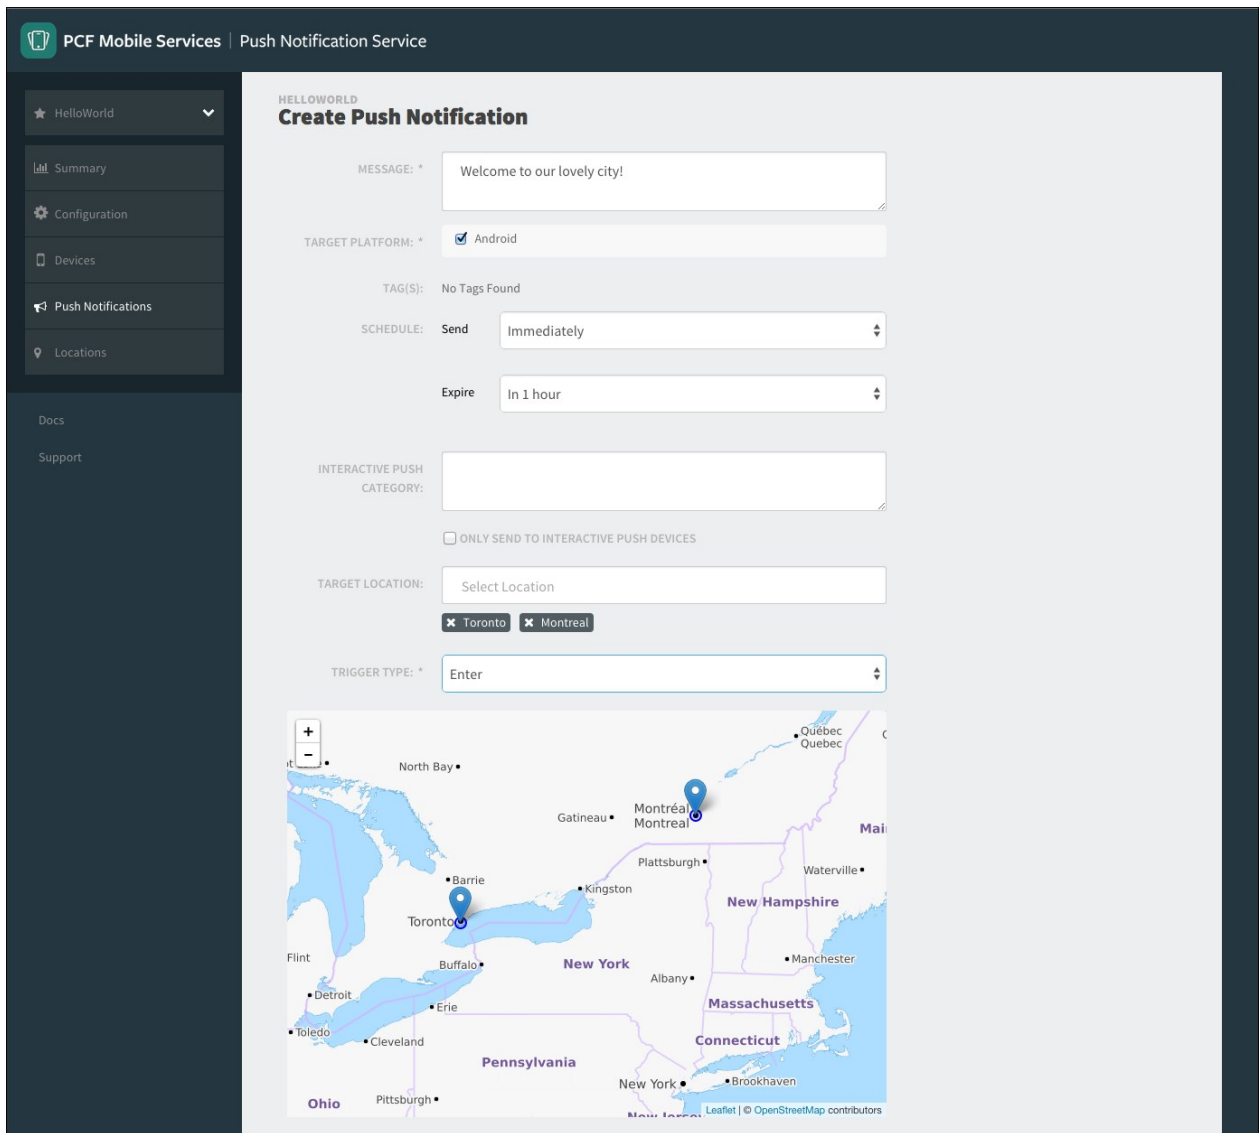 PCF Mobile Services | Push Notification Service
HelloWorld
Summary
Configuration
Devices
Push Notifications
Locations
Docs
Support
HELLOWORLD
Create Push Notification
MESSAGE: *
Welcome to our lovely city!
TARGET PLATFORM: *
Android
TAG(S):
No Tags Found
SCHEDULE:
Send
Immediately
Expire
In 1 hour
INTERACTIVE PUSH
CATEGORY:
ONLY SEND TO INTERACTIVE PUSH DEVICES
TARGET LOCATION:
Select Location
Toronto
Montreal
TRIGGER TYPE: *
Enter
+
−
Québec
Quebec
North Bay
Montréal
Montreal
Gatineau
Mai
Plattsburgh
Waterville
Barrie
Kingston
New Hampshire
Toronto
Flint
Buffalo
New York
Manchester
Albany
Detroit
Erie
Massachusetts
Toledo
Cleveland
Connecticut
Pennsylvania
New York
Brookhaven
Ohio
Pittsburgh
New Jersey
Leaflet | © OpenStreetMap contributors